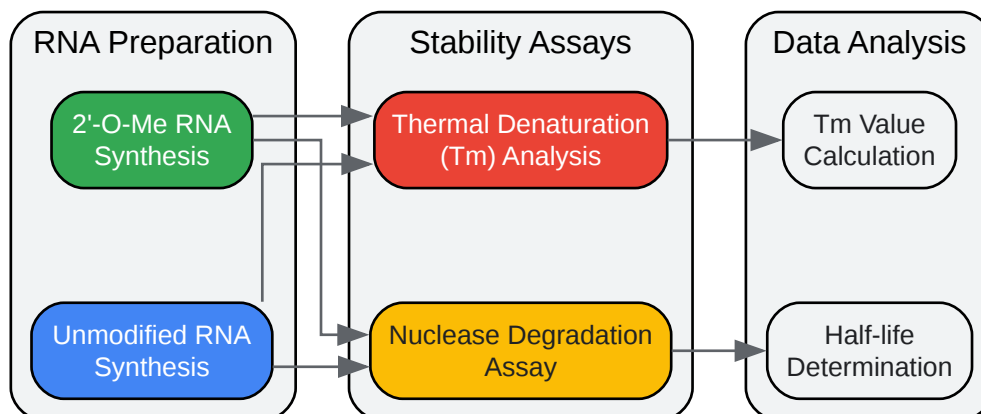 RNA Preparation
2'-O-Me RNA
Synthesis
Unmodified RNA
Synthesis
Stability Assays
Thermal Denaturation
(Tm) Analysis
Nuclease Degradation
Assay
Data Analysis
Tm Value
Calculation
Half-life
Determination